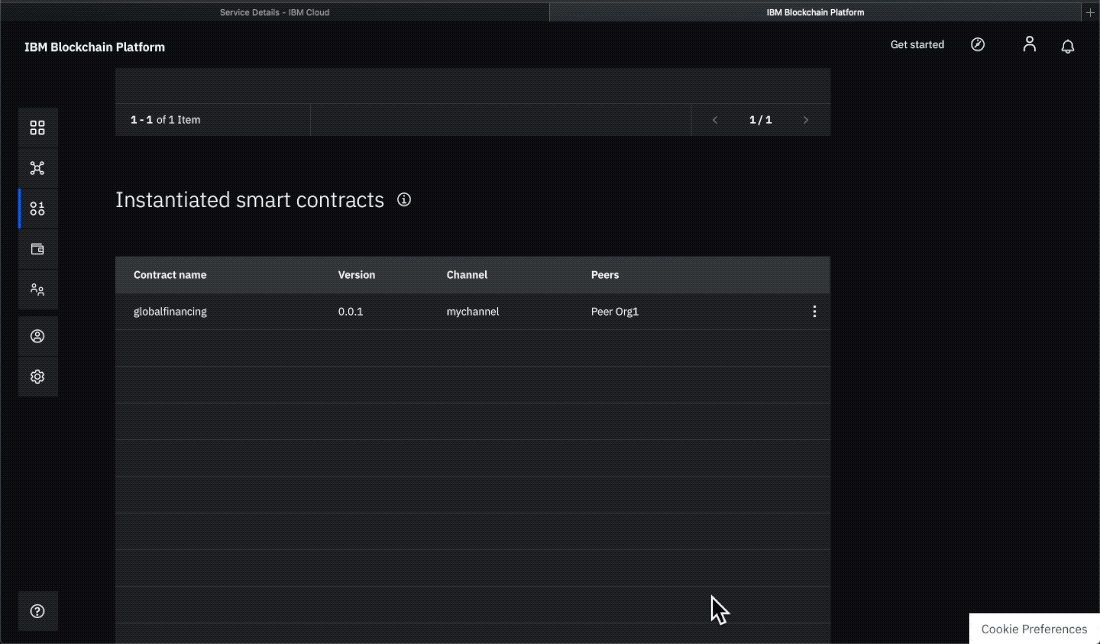 Service Details - IBM Cloud
IBM Blockchain Platform
IBM Blockchain Platform
Get started
1 - 1 of 1 Item
1 / 1
Instantiated smart contracts
Contract name Version Channel Peers
globalfinancing 0.0.1 mychannel Peer Org1
Cookie Preferences